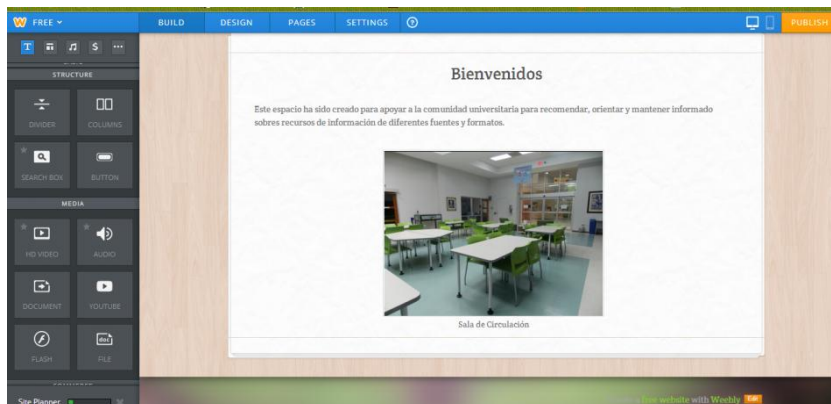 FREE
BUILD
DESIGN
PAGES
SETTINGS
PUBLISH
STRUCTURE
DIVIDER
COLUMNS
SEARCH BOX
BUTTON
MEDIA
HD VIDEO
AUDIO
DOCUMENT
YOUTUBE
FLASH
FILE
Site Planner
Bienvenidos
Este espacio ha sido creado para apoyar a la comunidad universitaria para recomendar, orientar y mantener informado
sobres recursos de información de diferentes fuentes y formatos.
Sala de Circulación
free website with Weebly
Edit